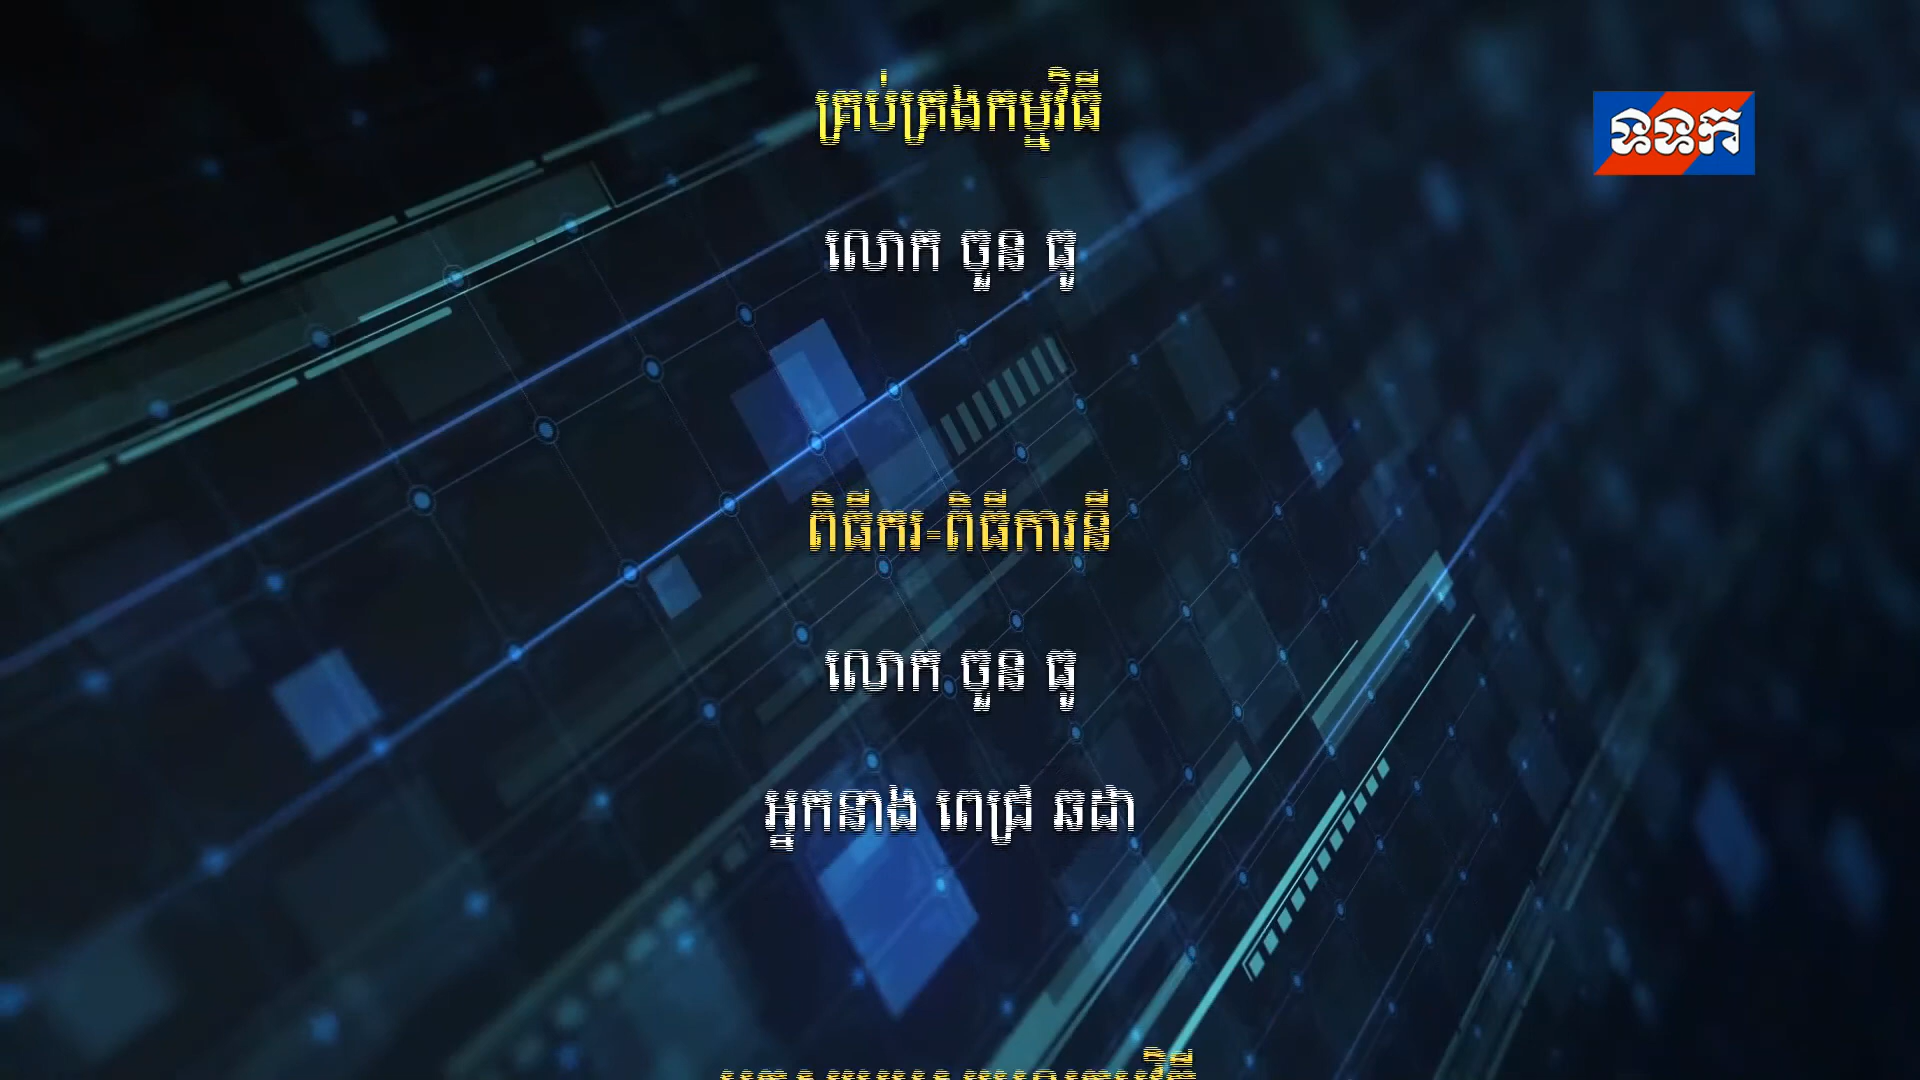 គ្រប់គ្រងកម្មវិធី
ទទក
លោក ចួន ធូ
ពិធីករ-ពិធីការនី
លោក ចួន ធូ
អ្នកនាង ពេជ្រ ឆដា